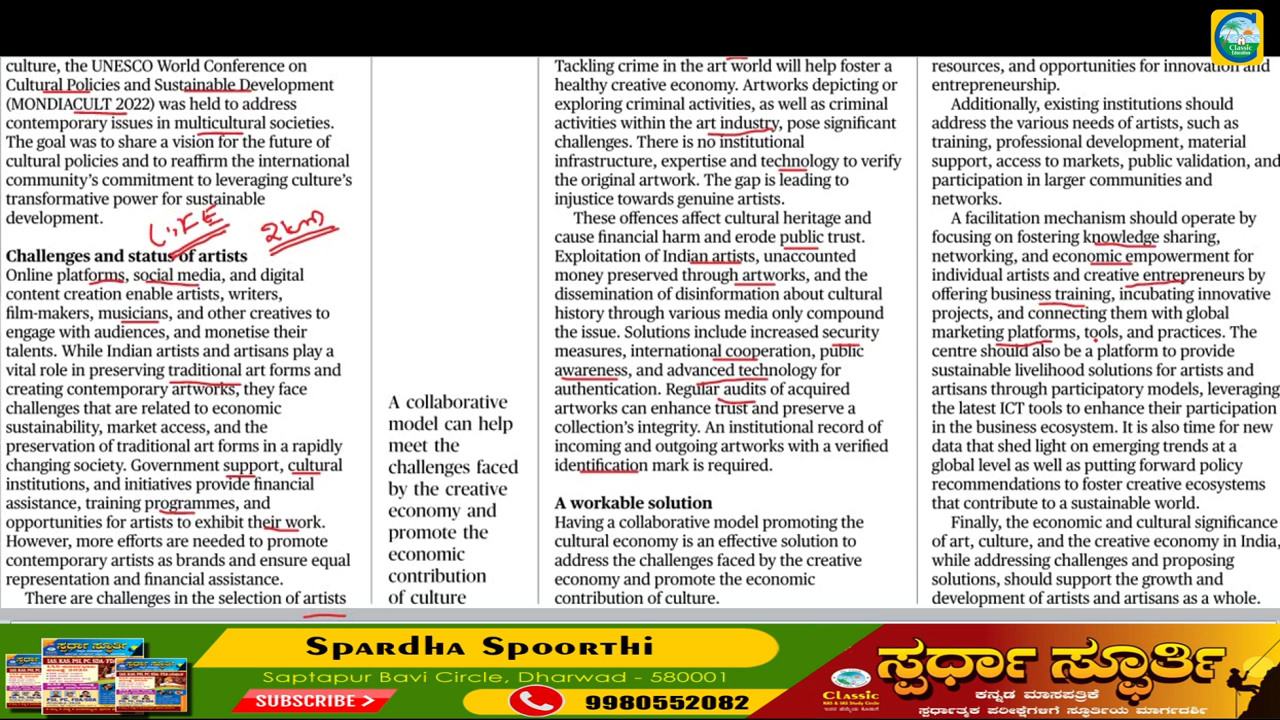 Classic
Education
culture, the UNESCO World Conference on
Cultural Policies and Sustainable Development
(MONDIACULT 2022) was held to address
contemporary issues in multicultural societies.
The goal was to share a vision for the future of
cultural policies and to reaffirm the international
community’s commitment to leveraging culture’s
transformative power for sustainable
development.
Challenges and status of artists
Online platforms, social media, and digital
content creation enable artists, writers,
film-makers, musicians, and other creatives to
engage with audiences, and monetise their
talents. While Indian artists and artisans play a
vital role in preserving traditional art forms and
creating contemporary artworks, they face
challenges that are related to economic
sustainability, market access, and the
preservation of traditional art forms in a rapidly
changing society. Government support, cultural
institutions, and initiatives provide financial
assistance, training programmes, and
opportunities for artists to exhibit their work.
However, more efforts are needed to promote
contemporary artists as brands and ensure equal
representation and financial assistance.
There are challenges in the selection of artists
A collaborative
model can help
meet the
challenges faced
by the creative
economy and
promote the
economic
contribution
of culture
Tackling crime in the art world will help foster a
healthy creative economy. Artworks depicting or
exploring criminal activities, as well as criminal
activities within the art industry, pose significant
challenges. There is no institutional
infrastructure, expertise and technology to verify
the original artwork. The gap is leading to
injustice towards genuine artists.
These offences affect cultural heritage and
cause financial harm and erode public trust.
Exploitation of Indian artists, unaccounted
money preserved through artworks, and the
dissemination of disinformation about cultural
history through various media only compound
the issue. Solutions include increased security
measures, international cooperation, public
awareness, and advanced technology for
authentication. Regular audits of acquired
artworks can enhance trust and preserve a
collection’s integrity. An institutional record of
incoming and outgoing artworks with a verified
identification mark is required.
A workable solution
Having a collaborative model promoting the
cultural economy is an effective solution to
address the challenges faced by the creative
economy and promote the economic
contribution of culture.
resources, and opportunities for innovation and
entrepreneurship.
Additionally, existing institutions should
address the various needs of artists, such as
training, professional development, material
support, access to markets, public validation, and
participation in larger communities and
networks.
A facilitation mechanism should operate by
focusing on fostering knowledge sharing,
networking, and economic empowerment for
individual artists and creative entrepreneurs by
offering business training, incubating innovative
projects, and connecting them with global
marketing platforms, tools, and practices. The
centre should also be a platform to provide
sustainable livelihood solutions for artists and
artisans through participatory models, leveraging
the latest ICT tools to enhance their participation
in the business ecosystem. It is also time for new
data that shed light on emerging trends at a
global level as well as putting forward policy
recommendations to foster creative ecosystems
that contribute to a sustainable world.
Finally, the economic and cultural significance
of art, culture, and the creative economy in India,
while addressing challenges and proposing
solutions, should support the growth and
development of artists and artisans as a whole.
Spardha Spoorthi
Saptapur Bavi Circle, Dharwad - 580001
SUBSCRIBE
9980552082
Classic
ಸ್ಪರ್ಧಾ ಸ್ಫೂರ್ತಿ
ಕನ್ನಡ ಮಾಸಪತ್ರಿಕೆ
ಸ್ಪರ್ಧಾತ್ಮಕ ಪರೀಕ್ಷೆಗಳಿಗೆ ಸ್ಫೂರ್ತಿಯ ಮಾರ್ಗದರ್ಶಿ